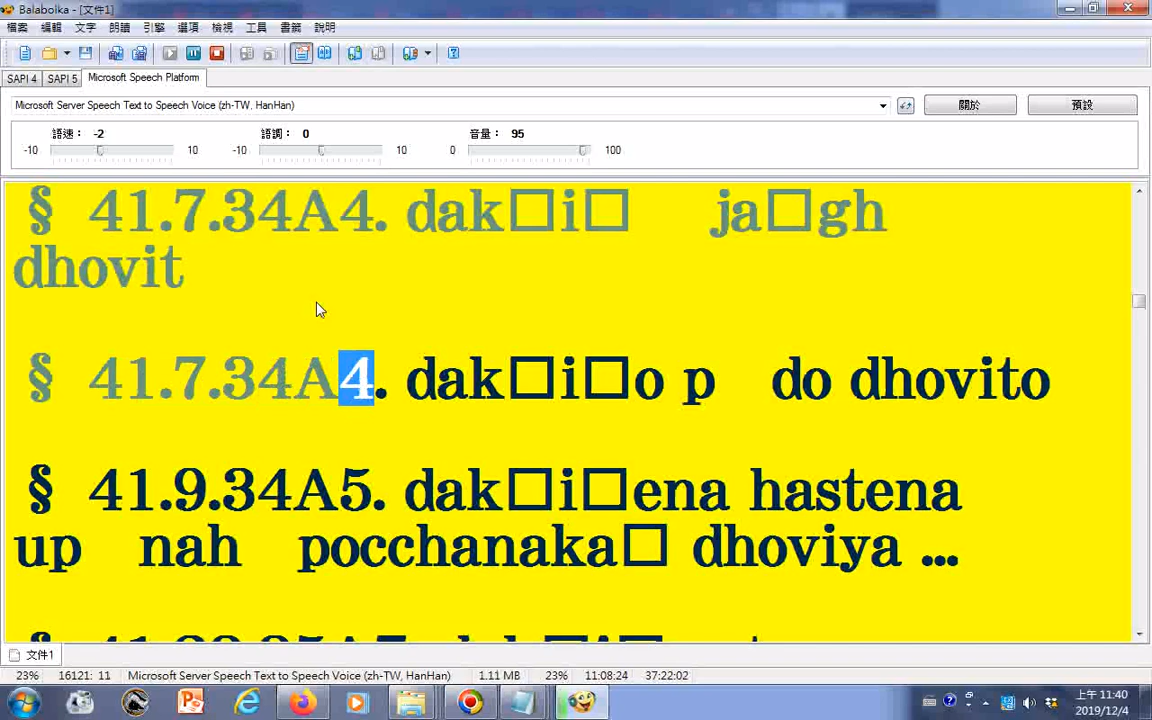 Balabolka - [文件1]
檔案 編輯 文字 朗讀 引擎 選項 檢視 工具 書籤 說明
SAPI 4 SAPI 5 Microsoft Speech Platform
Microsoft Server Speech Text to Speech Voice (zh-TW, HanHan) 關於 預設
語速： -2 語調： 0 音量： 95
-10 10 -10 10 0 100
§ 41.7.34A4. dak□i□ ja□gh
dhovit
§ 41.7.34A4. dak□i□o p do dhovito
§ 41.9.34A5. dak□i□ena hastena
up nah pocchanaka□ dhoviya ...
文件1
23% 16121: 11 Microsoft Server Speech Text to Speech Voice (zh-TW, HanHan) 1.11 MB 23% 11:08:24 37:22:02
上午 11:40
2019/12/4